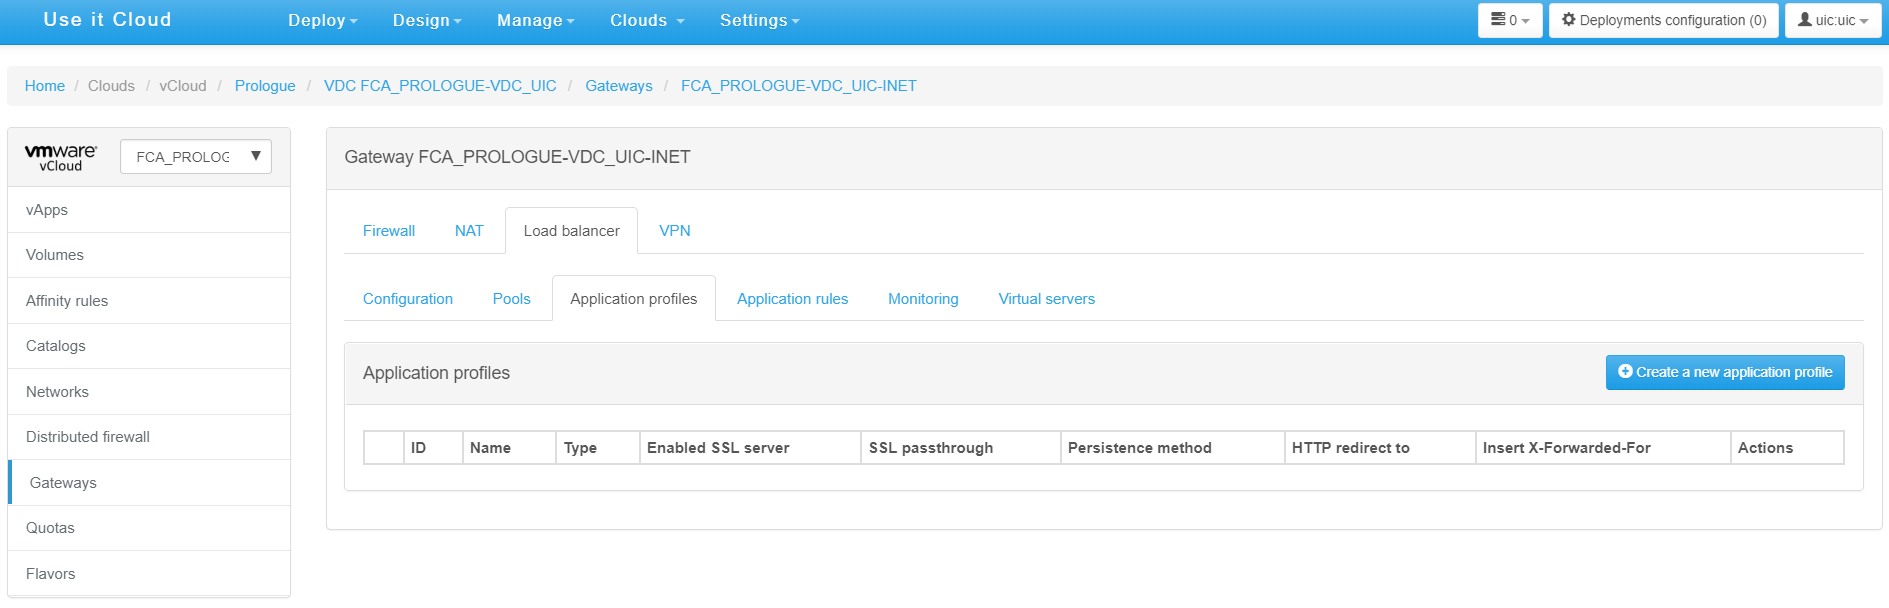 Use it Cloud Deploy Design Manage Clouds Settings 0 Deployments configuration (0) uic:uic
Home / Clouds / vCloud / Prologue / VDC FCA_PROLOGUE-VDC_UIC / Gateways / FCA_PROLOGUE-VDC_UIC-INET
vmware
vCloud
FCA_PROLOG
vApps
Volumes
Affinity rules
Catalogs
Networks
Distributed firewall
Gateways
Quotas
Flavors
Gateway FCA_PROLOGUE-VDC_UIC-INET
Firewall NAT Load balancer VPN
Configuration Pools Application profiles Application rules Monitoring Virtual servers
Application profiles Create a new application profile
ID Name Type Enabled SSL server SSL passthrough Persistence method HTTP redirect to Insert X-Forwarded-For Actions